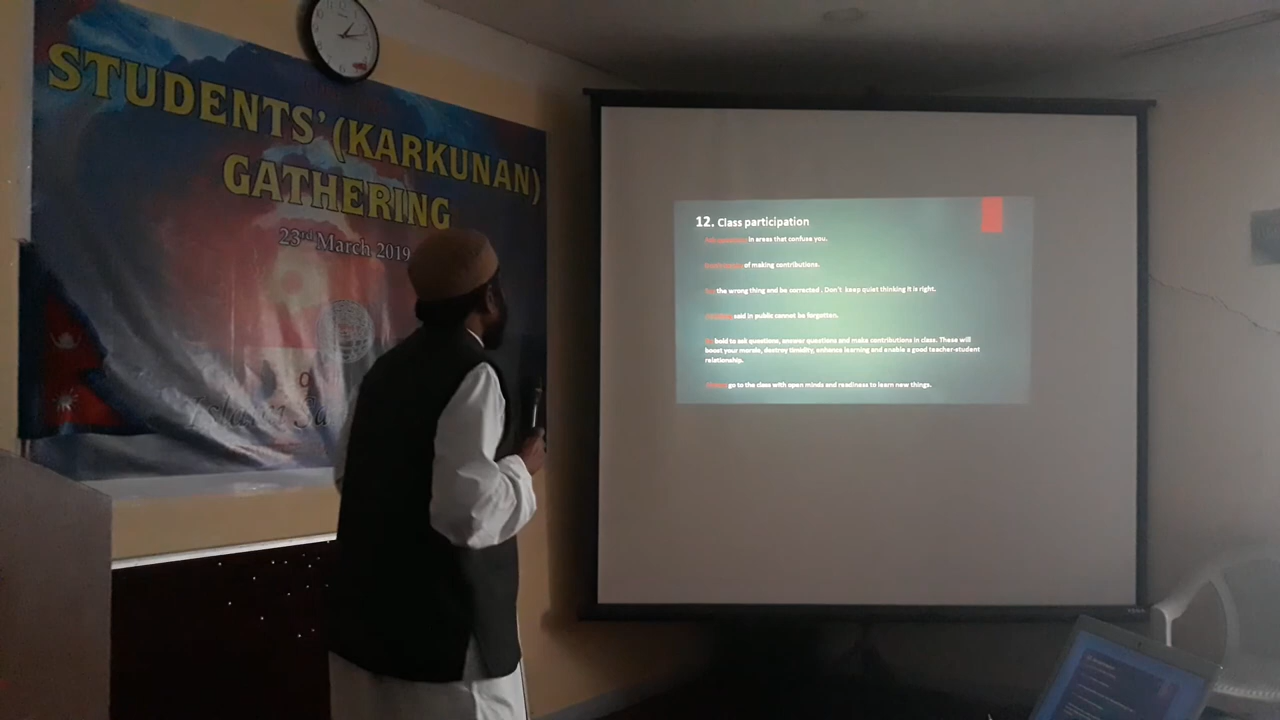 STUDENTS' (KARKUNAN)
GATHERING
23rd March 2019
12. Class participation
in areas that confuse you.
of making contributions.
the wrong thing and be corrected . Don't keep quiet thinking it is right.
said in public cannot be forgotten.
bold to ask questions, answer questions and make contributions in class. These will
boost your morale, destroy timidity, enhance learning and enable a good teacher-student
relationship.
go to the class with open minds and readiness to learn new things.